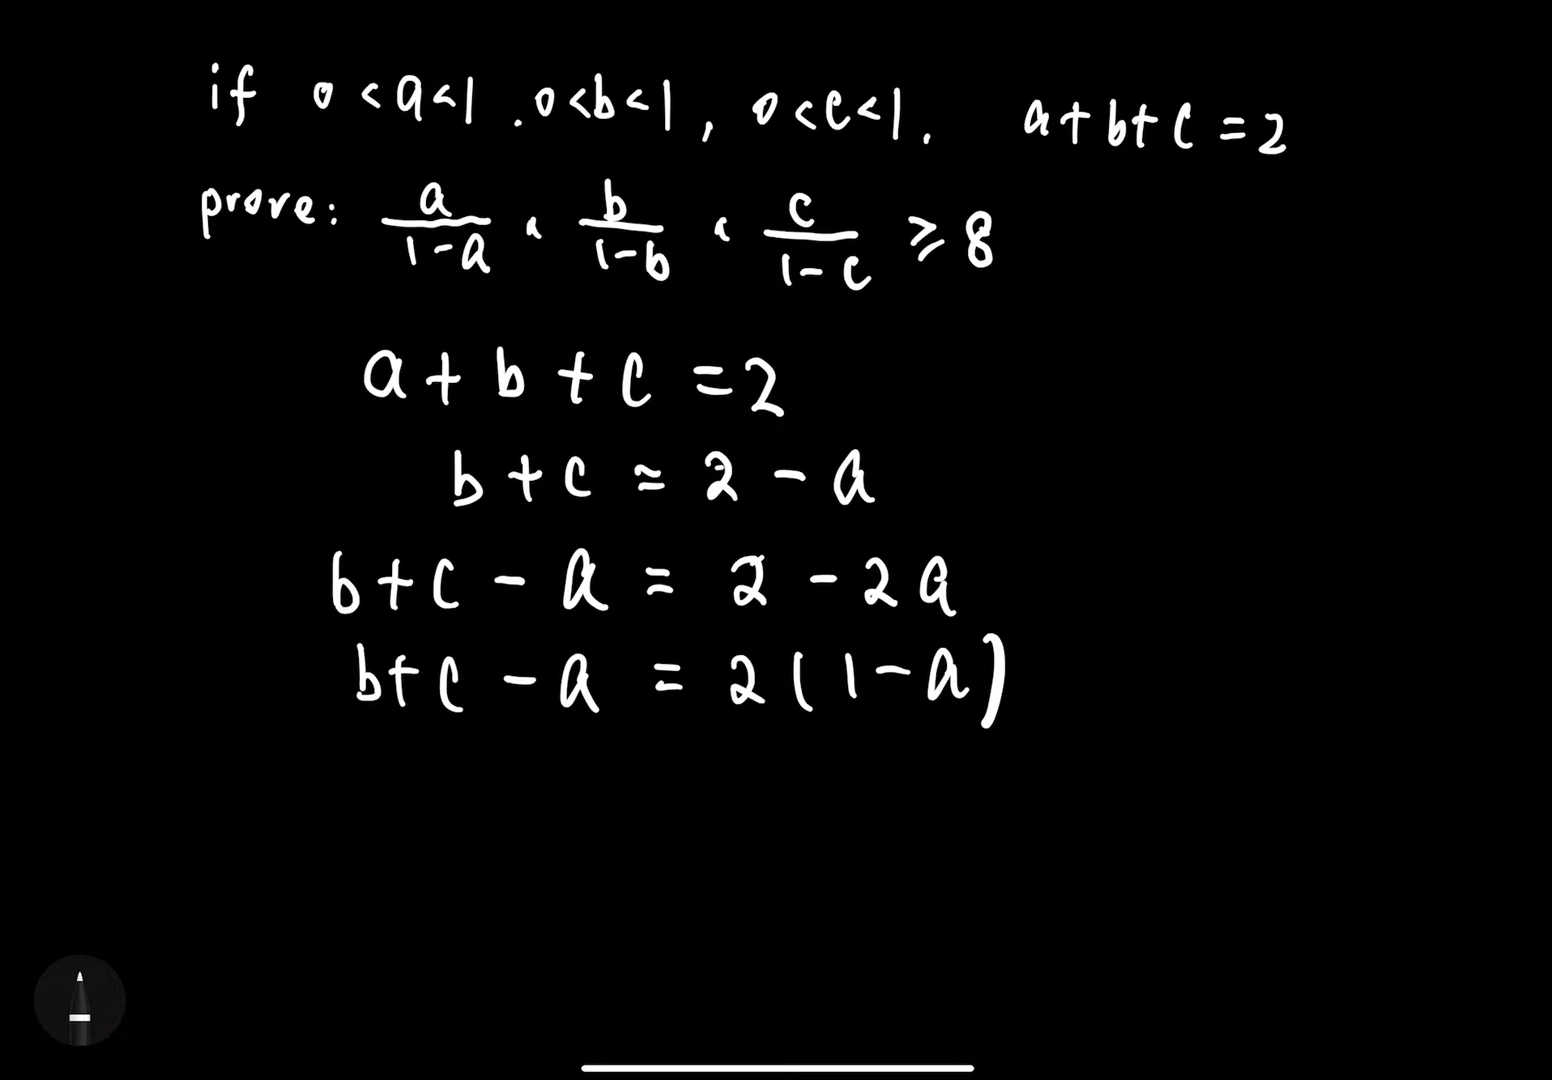 if 0<a<1 . 0<b<1, 0<c<1. a+b+c=2
prove: a/(1-a) · b/(1-b) · c/(1-c) ≥ 8
a+b+c=2
b+c=2-a
b+c-a=2-2a
b+c-a=2(1-a)